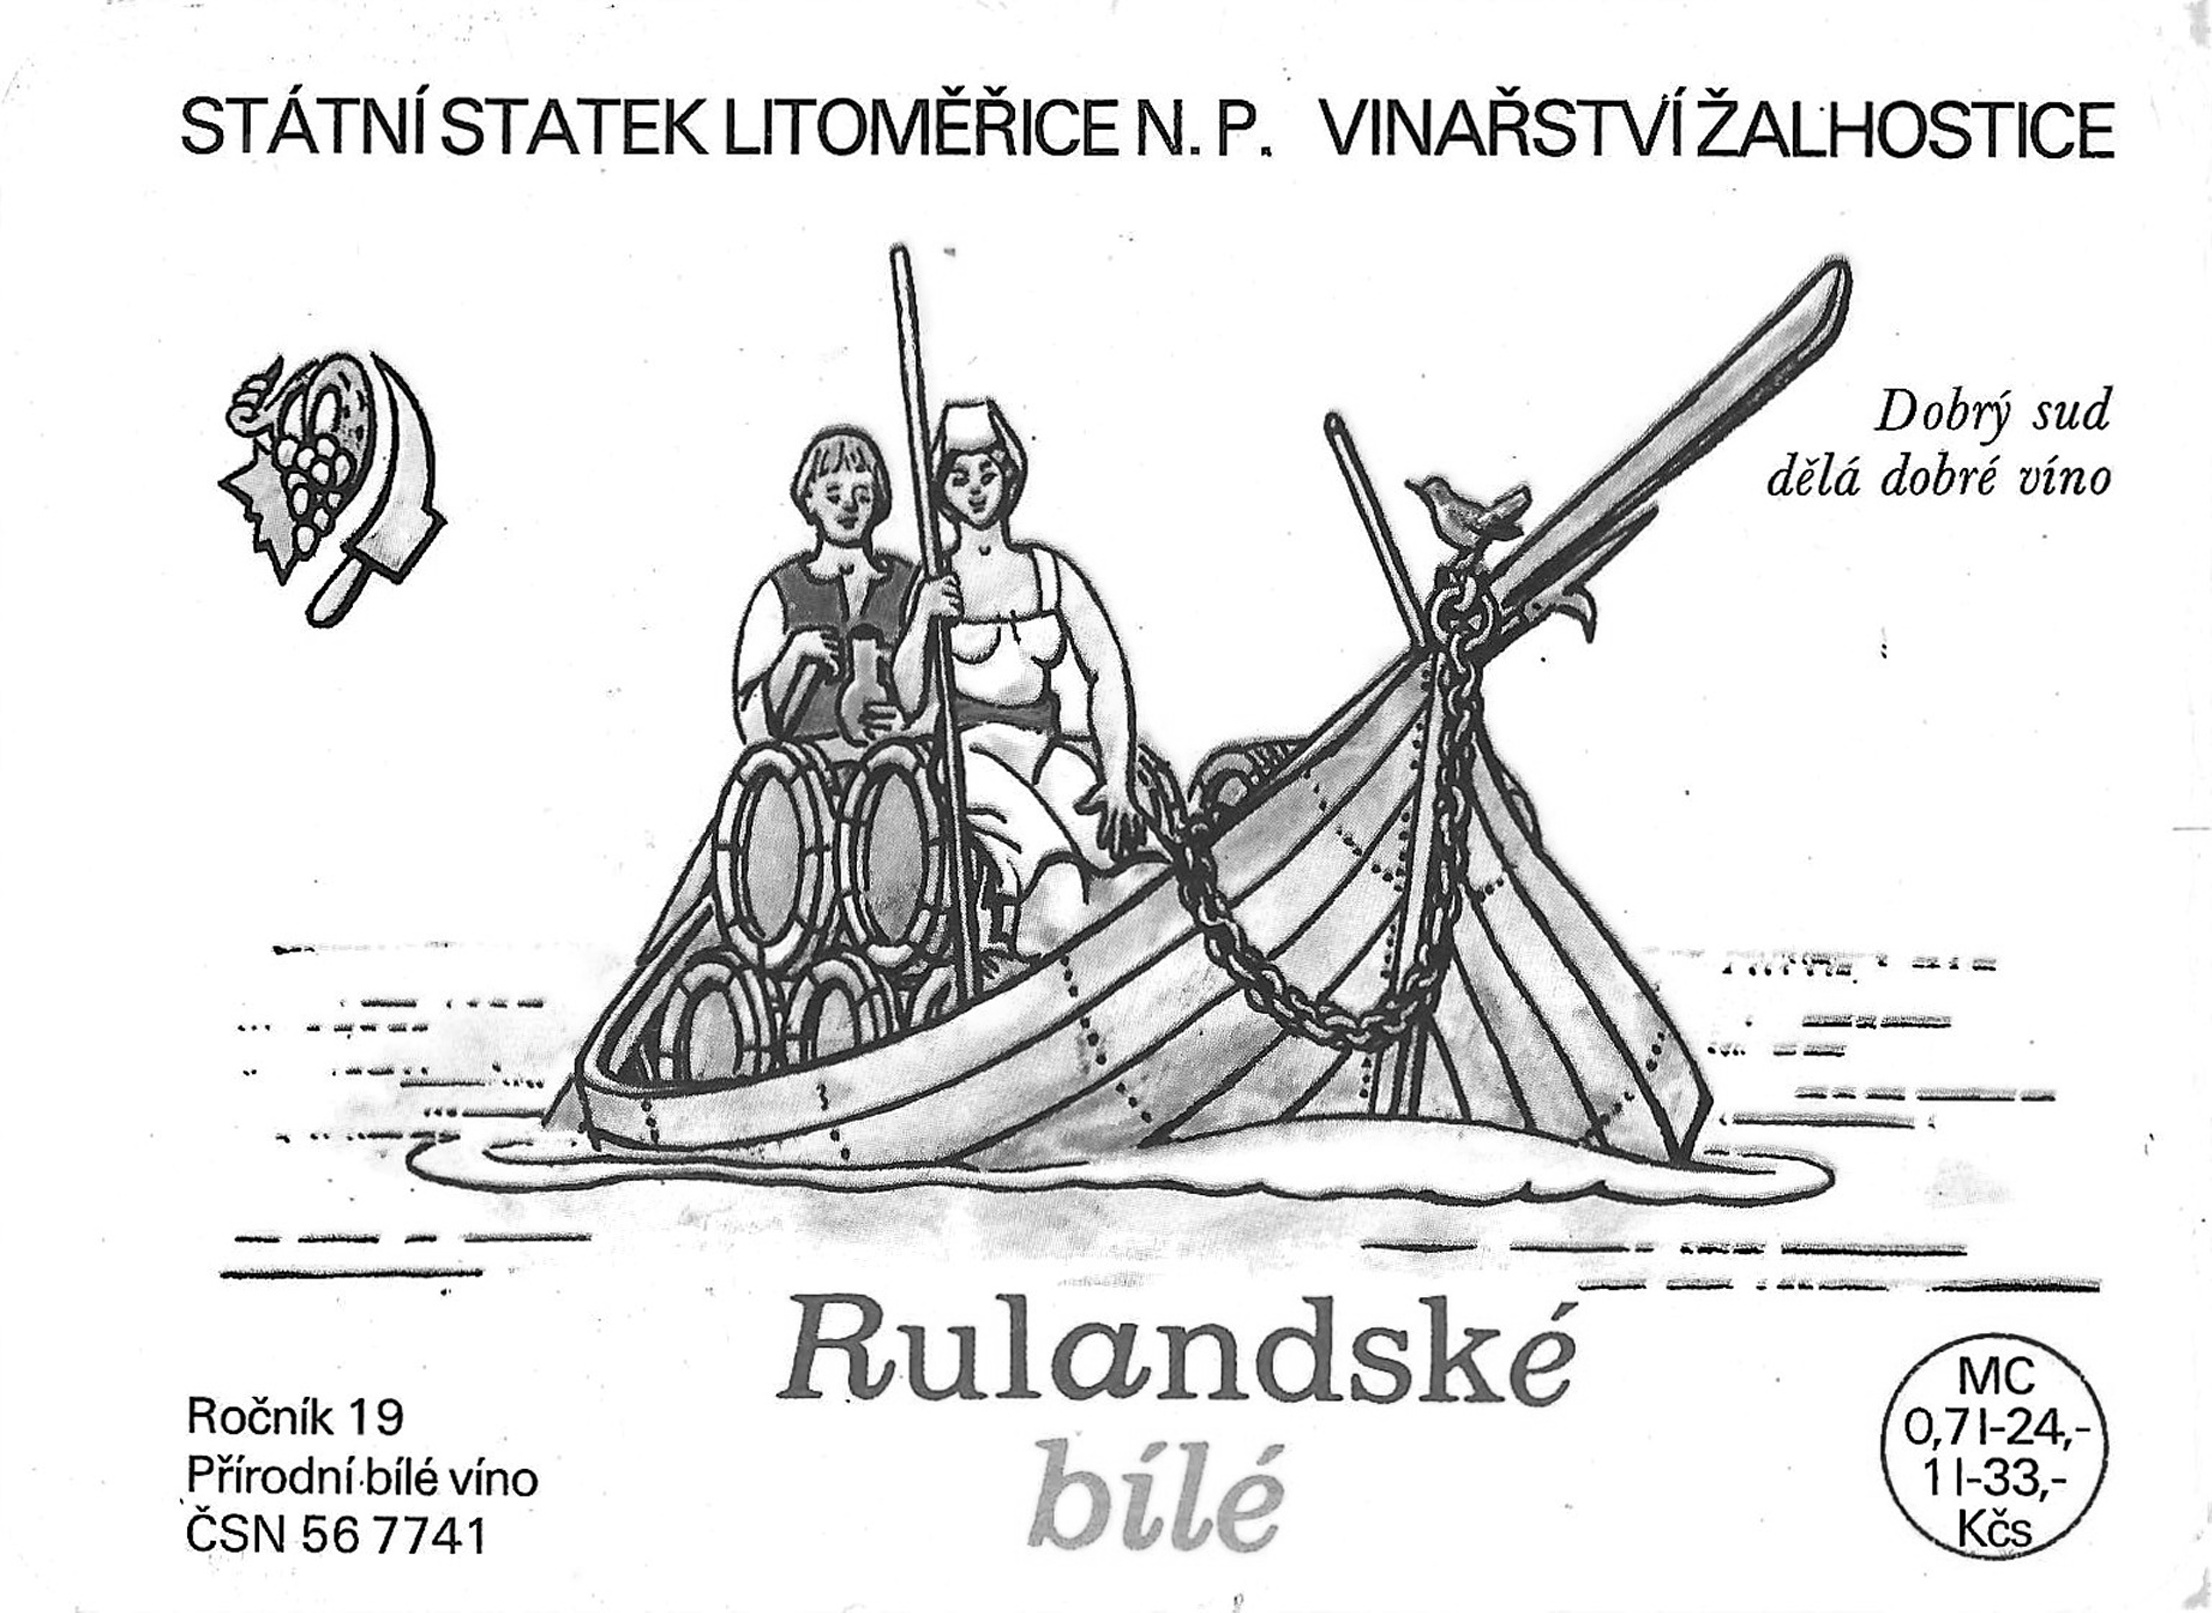 STÁTNÍ STATEK LITOMĚŘICE N. P. VINAŘSTVÍ ŽALHOSTICE
Dobrý sud
dělá dobré víno
Rulandské
bílé
Ročník 19
Přírodní bílé víno
ČSN 56 7741
MC
0,7 l-24,-
1 l-33,-
Kčs